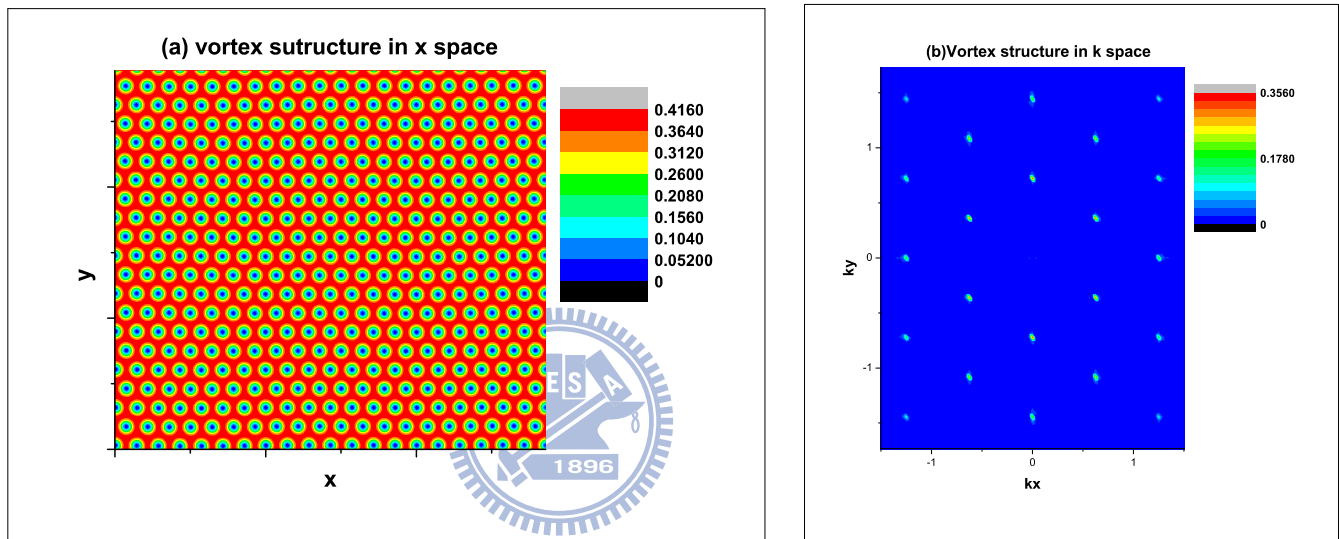 (a) vortex sutructure in x space
0.4160
0.3640
0.3120
0.2600
0.2080
0.1560
0.1040
0.05200
0
y
x
E S A
1896
(b)Vortex structure in k space
0.3560
0.1780
0
1
0
-1
ky
-1
0
1
kx